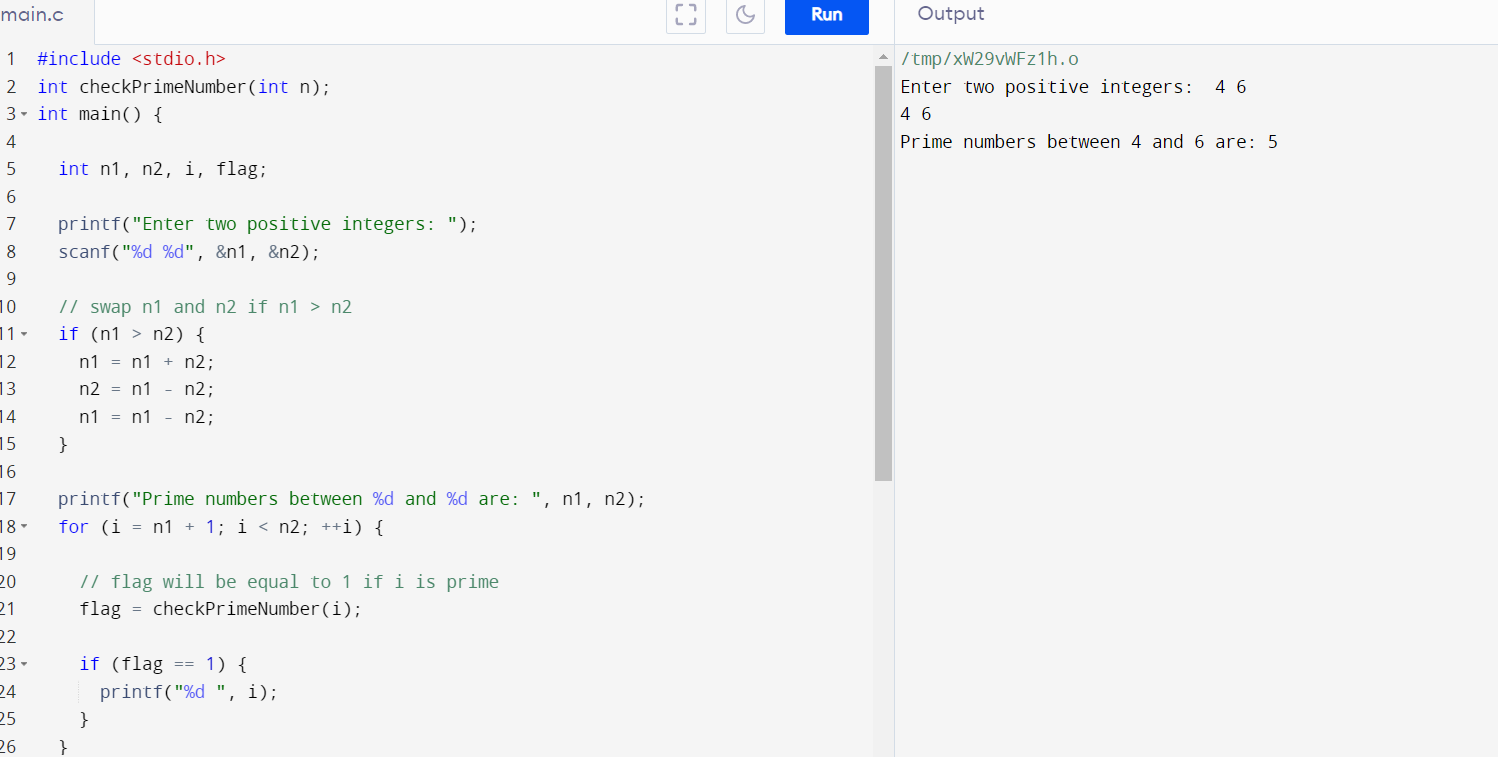 main.c
Run
Output
1 #include <stdio.h>
2 int checkPrimeNumber(int n);
3 int main() {
4
5 int n1, n2, i, flag;
6
7 printf("Enter two positive integers: ");
8 scanf("%d %d", &n1, &n2);
9
10 // swap n1 and n2 if n1 > n2
11 if (n1 > n2) {
12 n1 = n1 + n2;
13 n2 = n1 - n2;
14 n1 = n1 - n2;
15 }
16
17 printf("Prime numbers between %d and %d are: ", n1, n2);
18 for (i = n1 + 1; i < n2; ++i) {
19
20 // flag will be equal to 1 if i is prime
21 flag = checkPrimeNumber(i);
22
23 if (flag == 1) {
24 printf("%d ", i);
25 }
26 }
/tmp/xW29vWFz1h.o
Enter two positive integers:  4 6
4 6
Prime numbers between 4 and 6 are: 5